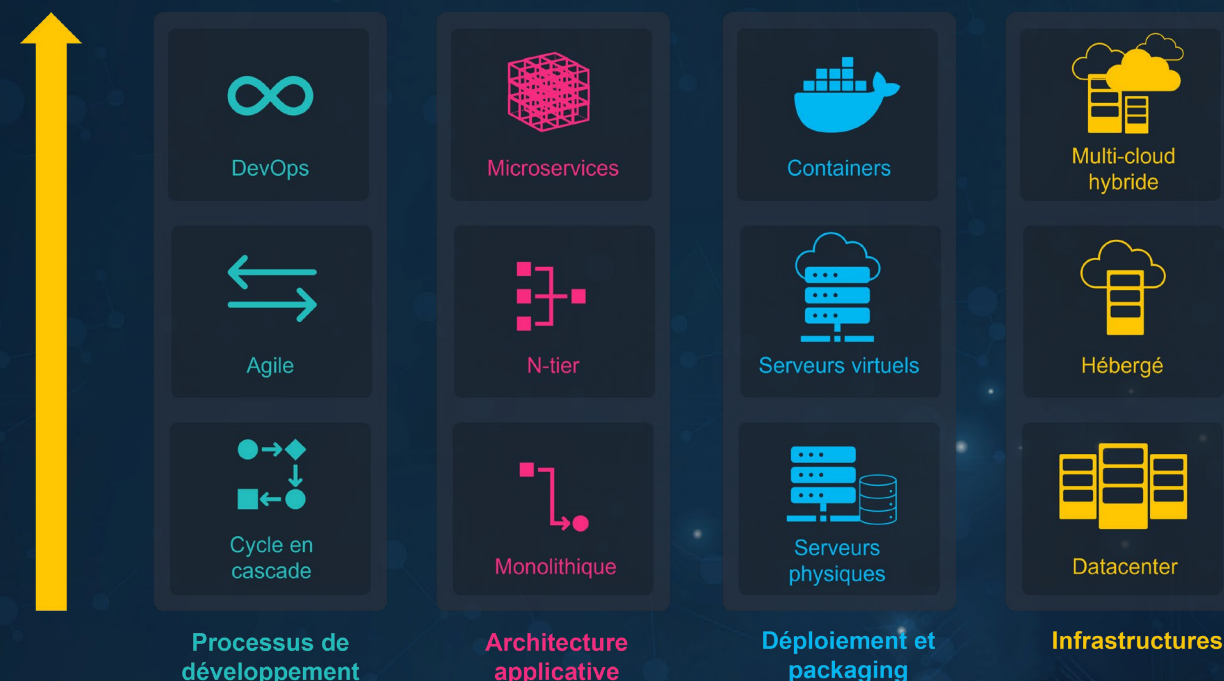 DevOps
Microservices
Containers
Multi-cloud
hybride
Agile
N-tier
Serveurs virtuels
Hébergé
Cycle en
cascade
Monolithique
Serveurs
physiques
Datacenter
Processus de
développement
Architecture
applicative
Déploiement et
packaging
Infrastructures